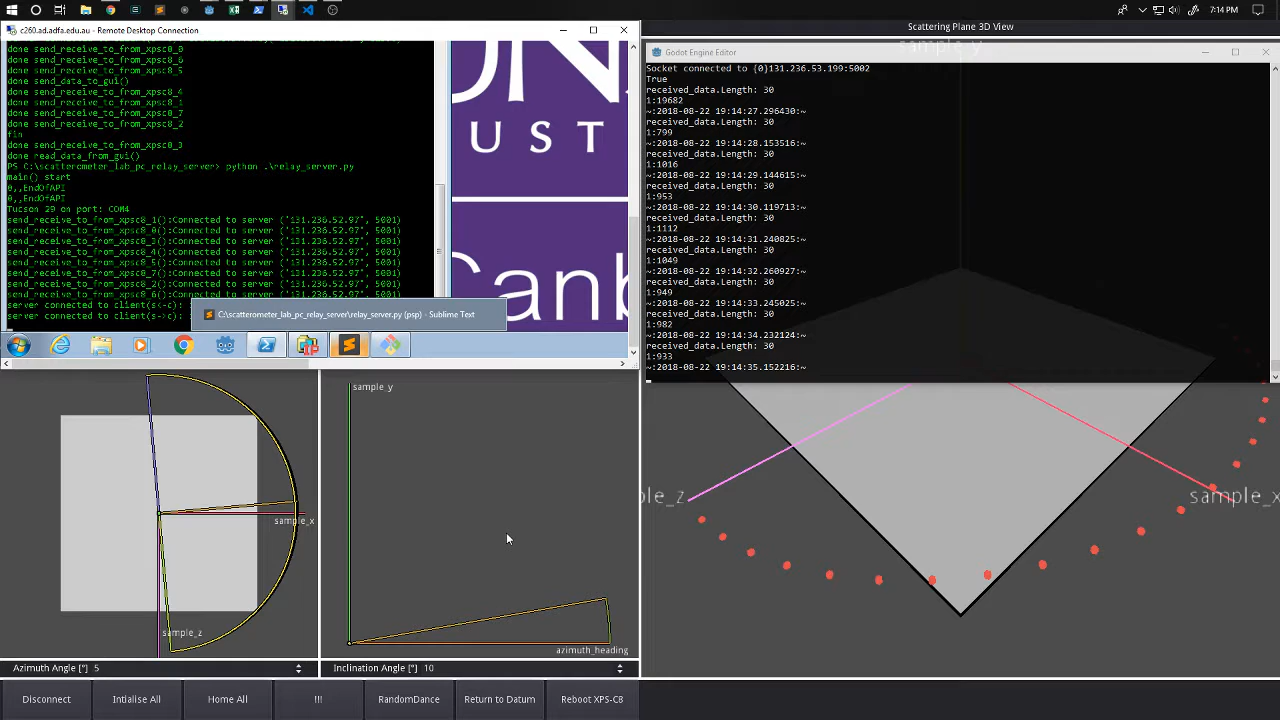 7:14 PM
c260.ad.adfa.edu.au - Remote Desktop Connection
done send_receive_to_from_xpsc8_0
done send_receive_to_from_xpsc8_6
done send_receive_to_from_xpsc8_5
done send_data_to_gui()
done send_receive_to_from_xpsc8_4
done send_receive_to_from_xpsc8_1
done send_receive_to_from_xpsc8_7
done send_receive_to_from_xpsc8_2
fin
done send_receive_to_from_xpsc8_3
done read_data_from_gui()
PS C:\scatterometer_lab_pc_relay_server> python .\relay_server.py
main() start
0,,EndOfAPI
0,,EndOfAPI
Tucson 29 on port: COM4
send_receive_to_from_xpsc8_1():Connected to server ('131.236.52.97', 5001)
send_receive_to_from_xpsc8_0():Connected to server ('131.236.52.97', 5001)
send_receive_to_from_xpsc8_3():Connected to server ('131.236.52.97', 5001)
send_receive_to_from_xpsc8_4():Connected to server ('131.236.52.97', 5001)
send_receive_to_from_xpsc8_5():Connected to server ('131.236.52.97', 5001)
send_receive_to_from_xpsc8_7():Connected to server ('131.236.52.97', 5001)
send_receive_to_from_xpsc8_2():Connected to server ('131.236.52.97', 5001)
send_receive_to_from_xpsc8_6():Connected to server ('131.236.52.97', 5001)
server connected to client(s<-c):
server connected to client(s->c):
C:\scatterometer_lab_pc_relay_server\relay_server.py (psp) - Sublime Text
UST
Canb
Scattering Plane 3D View
sample_y
Godot Engine Editor
Socket connected to {0}131.236.53.199:5002
True
received_data.Length: 30
1:19682
~:2018-08-22 19:14:27.296430:~
received_data.Length: 30
1:799
~:2018-08-22 19:14:28.153516:~
received_data.Length: 30
1:1016
~:2018-08-22 19:14:29.144615:~
received_data.Length: 30
1:953
~:2018-08-22 19:14:30.119713:~
received_data.Length: 30
1:1112
~:2018-08-22 19:14:31.240825:~
received_data.Length: 30
1:1049
~:2018-08-22 19:14:32.260927:~
received_data.Length: 30
1:949
~:2018-08-22 19:14:33.245025:~
received_data.Length: 30
1:982
~:2018-08-22 19:14:34.232124:~
received_data.Length: 30
1:933
~:2018-08-22 19:14:35.152216:~
ple_z
sample_x
sample_x
sample_z
sample_y
azimuth_heading
Azimuth Angle [°] 5
Inclination Angle [°] 10
Disconnect
Intialise All
Home All
!!!
RandomDance
Return to Datum
Reboot XPS-C8